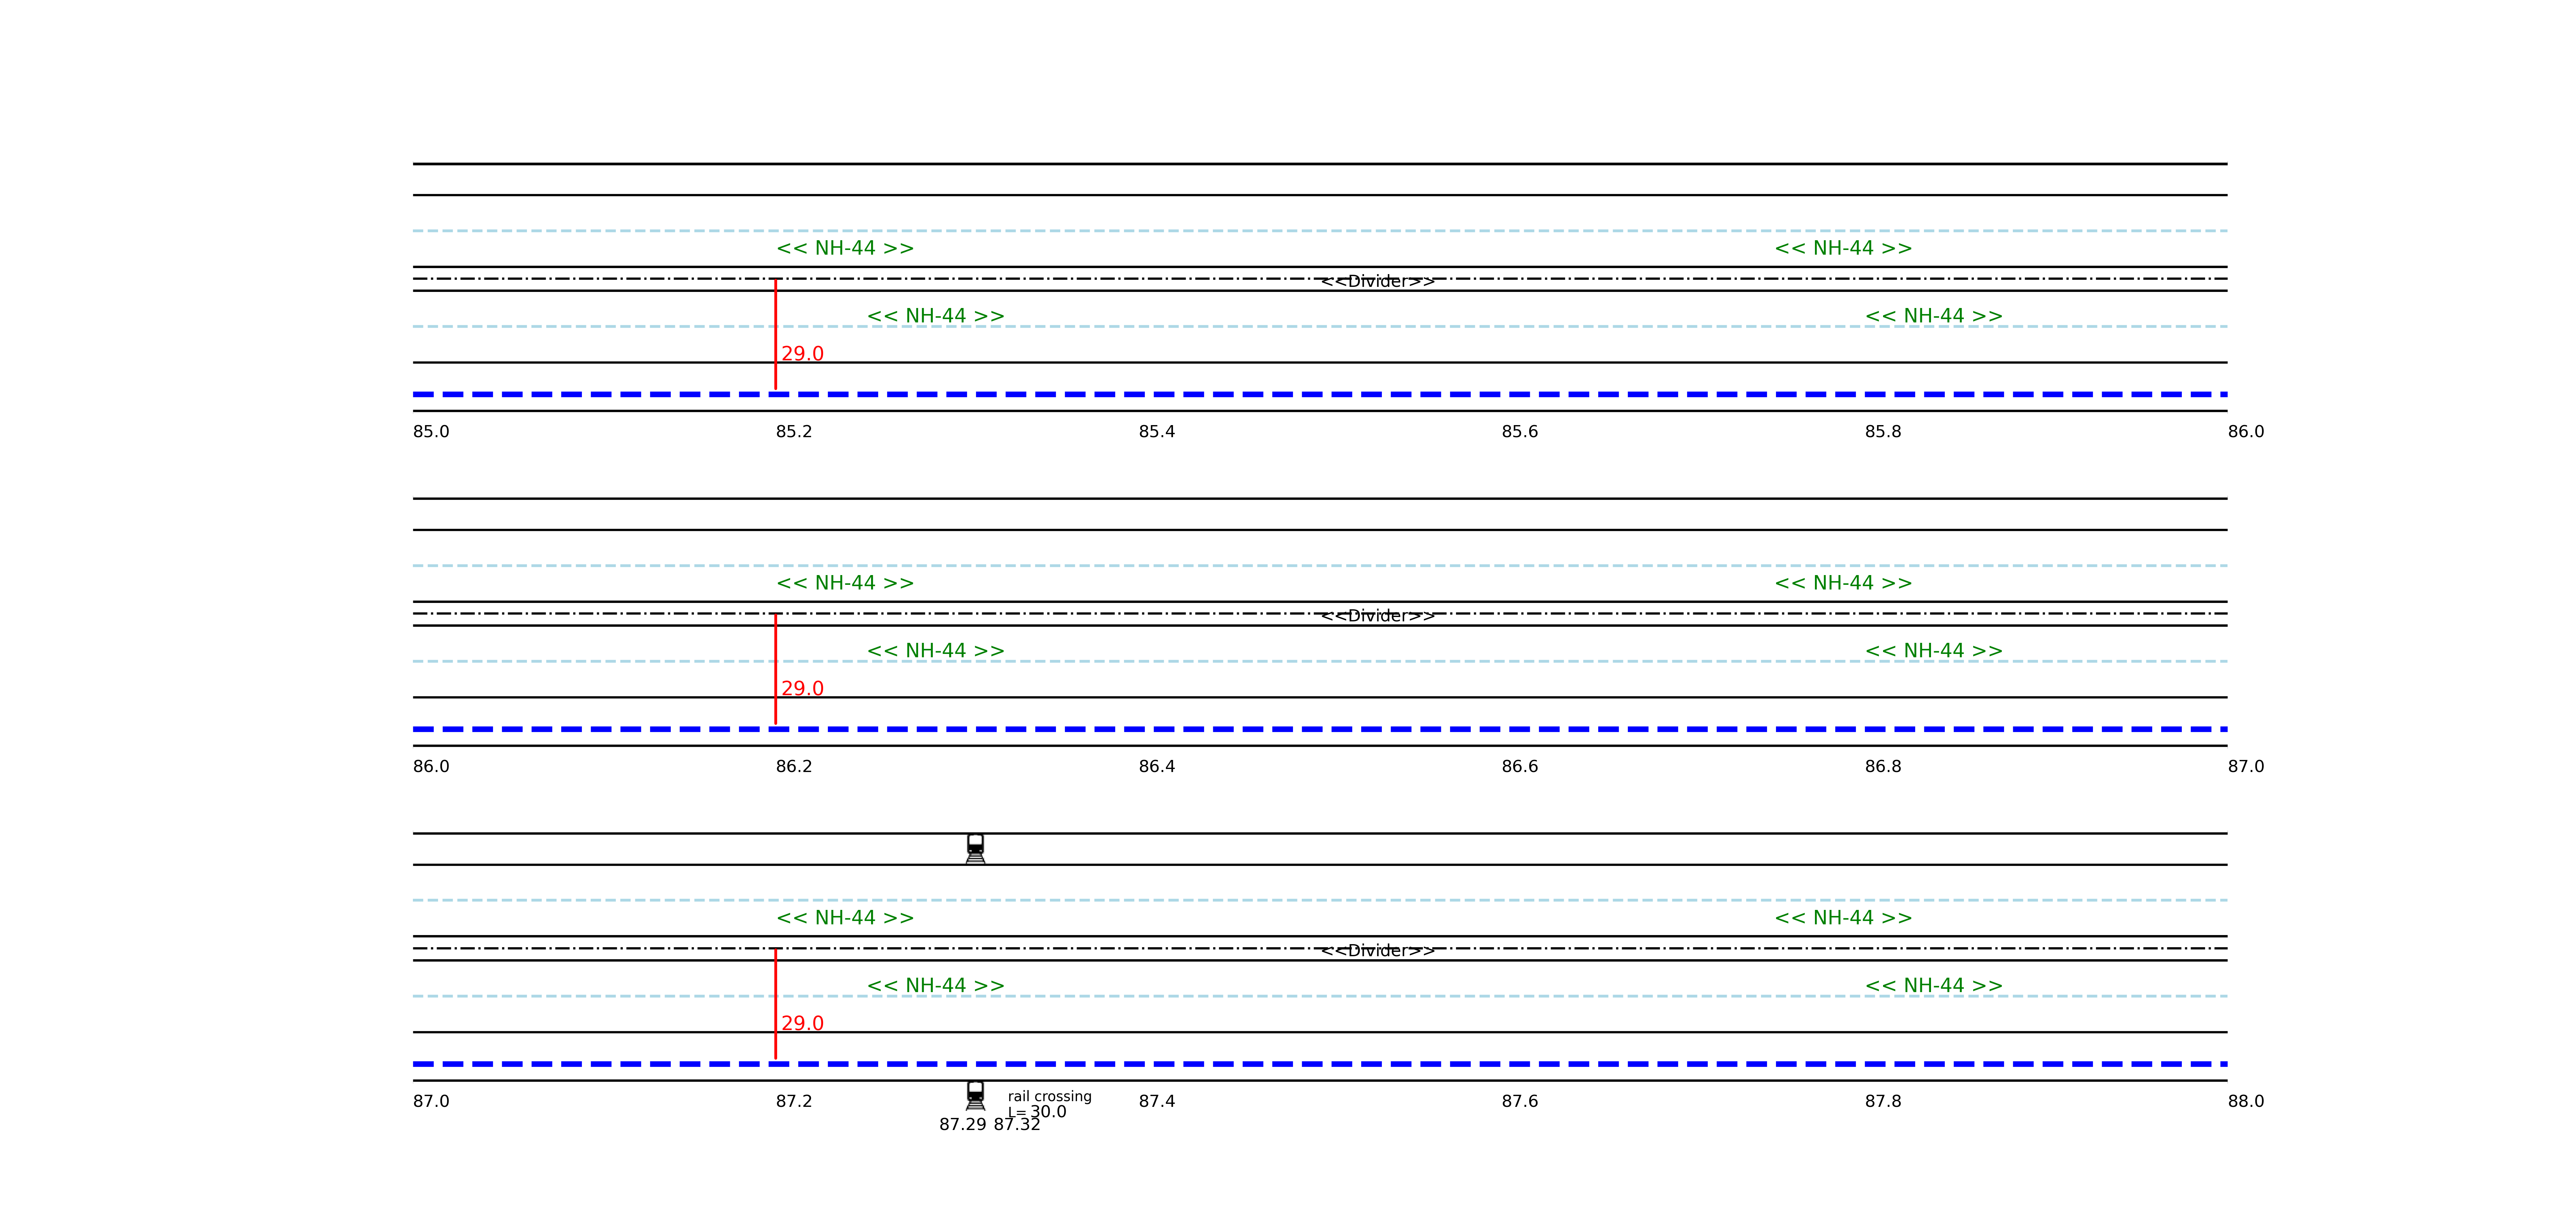 << NH-44 >> << NH-44 >>
<<Divider>>
<< NH-44 >> << NH-44 >>
29.0
85.0 85.2 85.4 85.6 85.8 86.0
<< NH-44 >> << NH-44 >>
<<Divider>>
<< NH-44 >> << NH-44 >>
29.0
86.0 86.2 86.4 86.6 86.8 87.0
<< NH-44 >> << NH-44 >>
<<Divider>>
<< NH-44 >> << NH-44 >>
29.0
87.0 87.2 rail crossing 87.4 87.6 87.8 88.0
L= 30.0
87.29 87.32